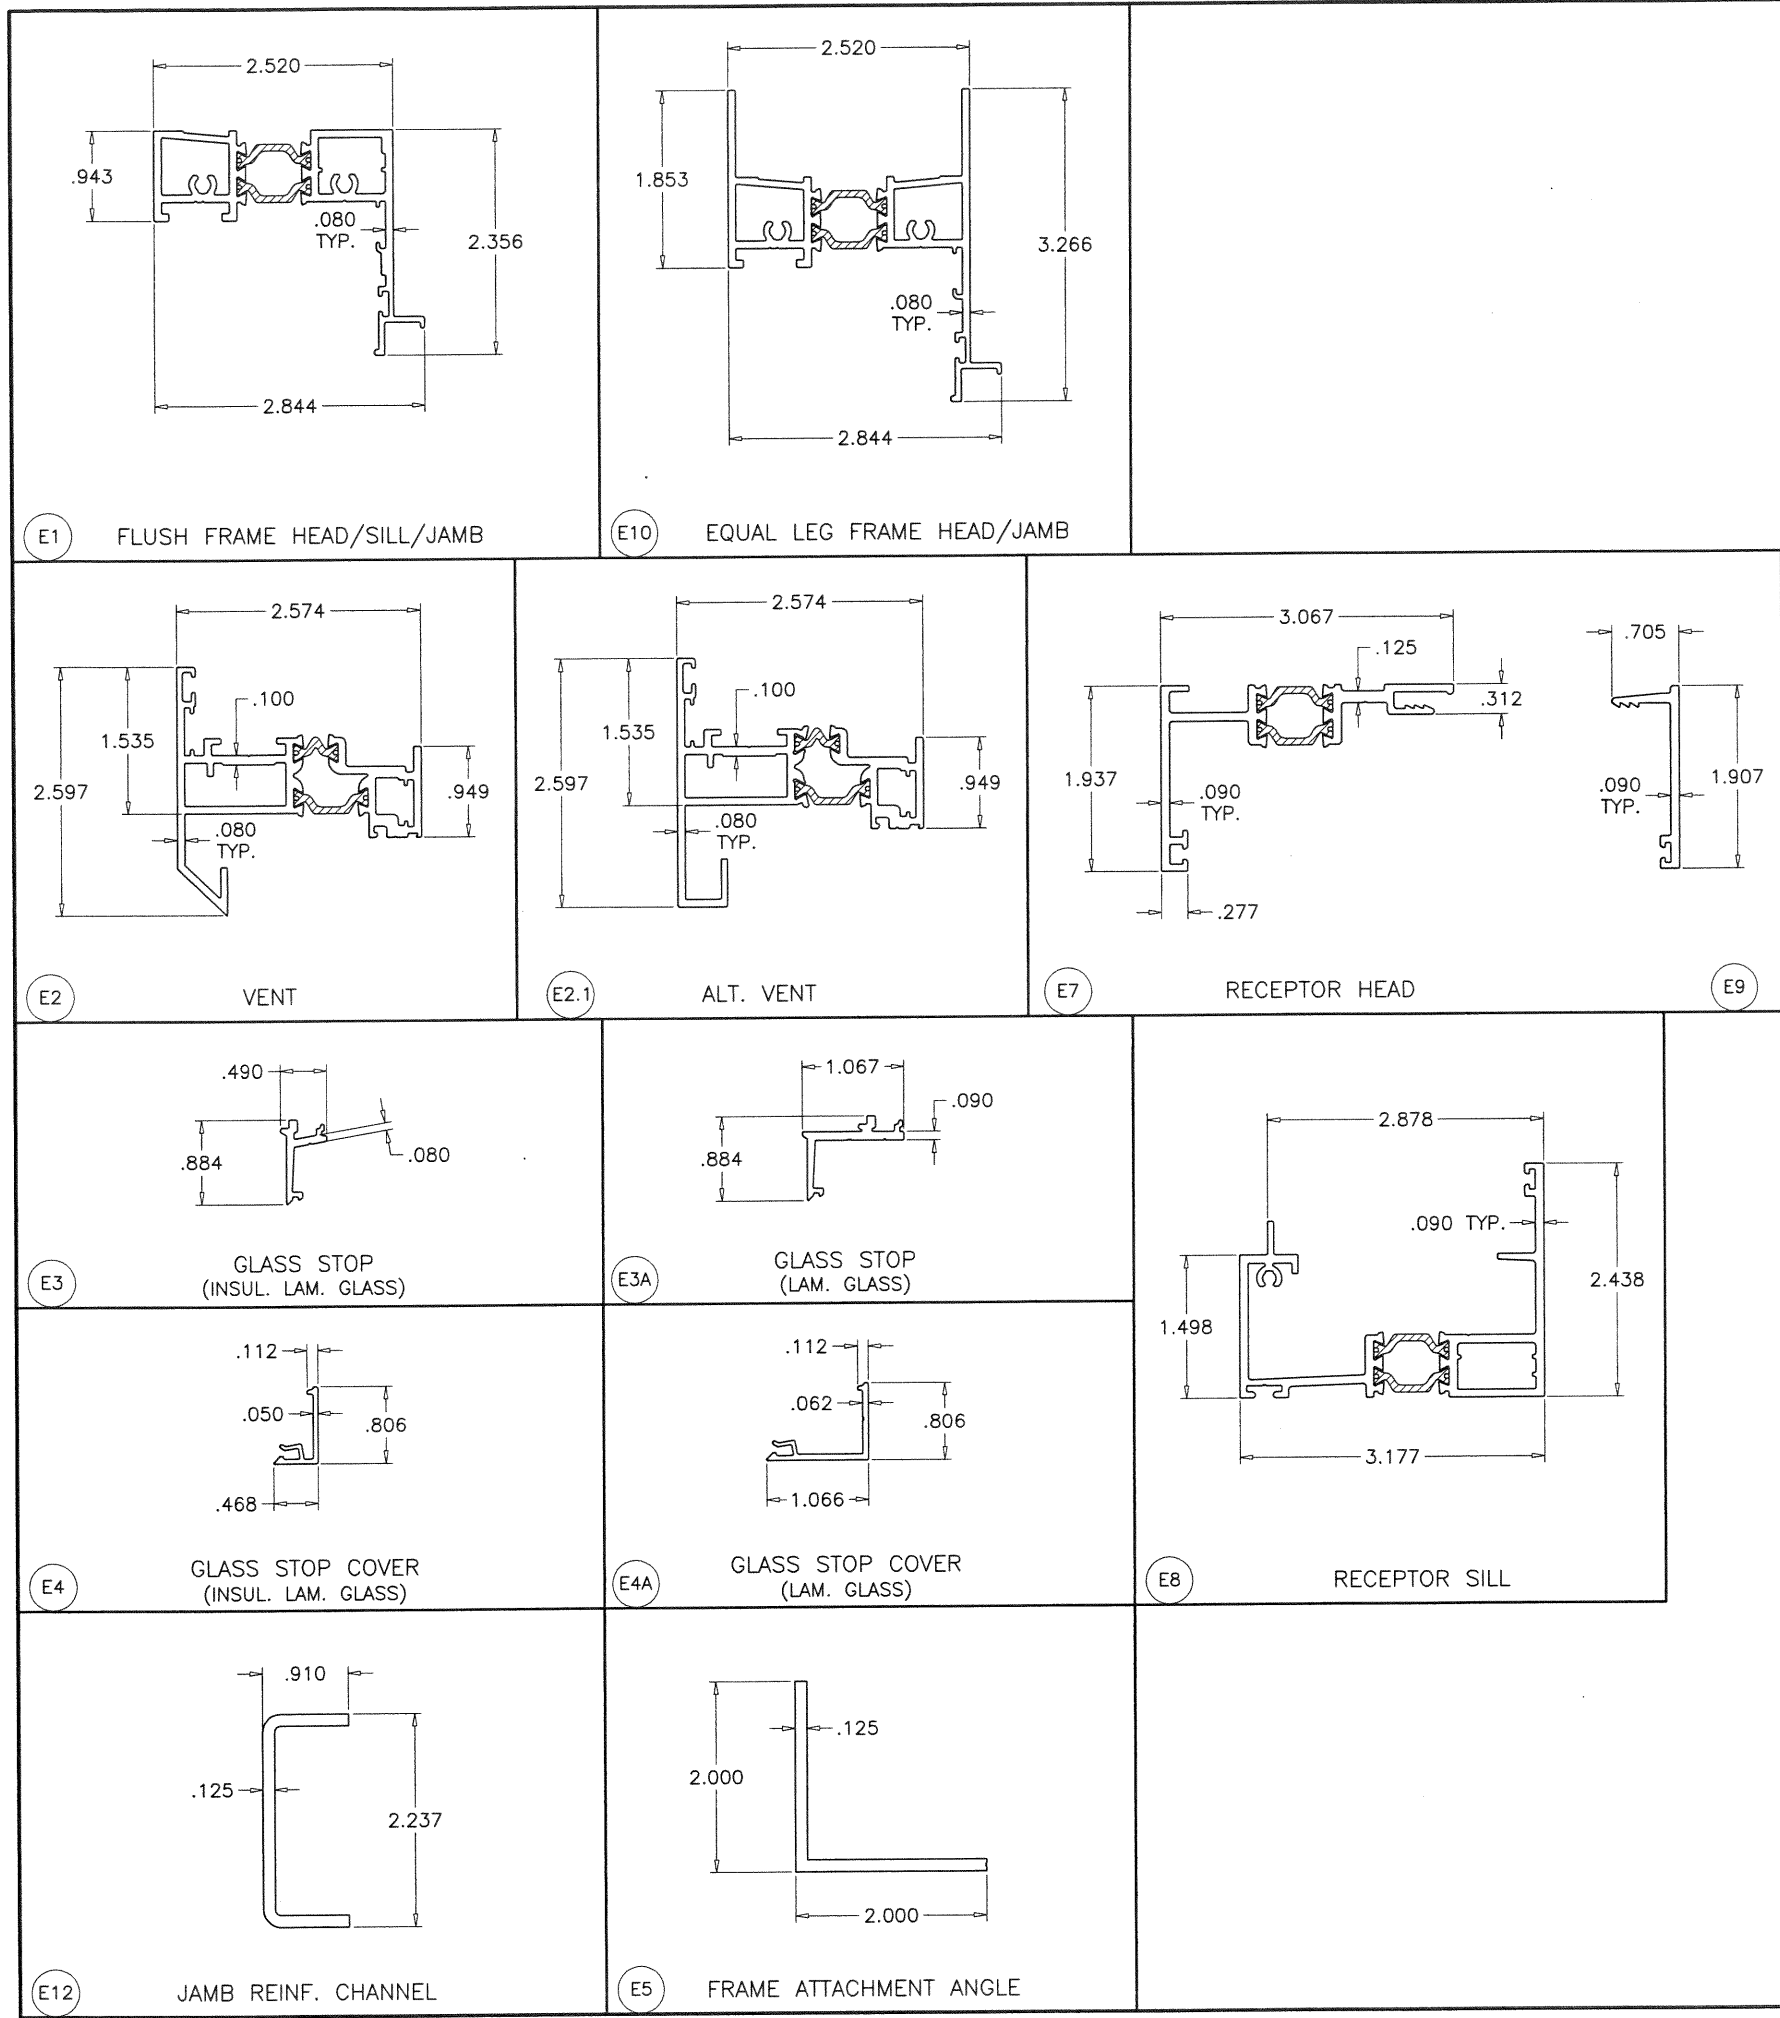 2.520
.943
.080
TYP.
2.356
2.844
E1
FLUSH FRAME HEAD/SILL/JAMB
2.520
1.853
3.266
.080
TYP.
2.844
E10
EQUAL LEG FRAME HEAD/JAMB
2.574
.100
1.535
2.597
.949
.080
TYP.
E2
VENT
2.574
.100
1.535
2.597
.949
.080
TYP.
E2.1
ALT. VENT
3.067
.125
.312
1.937
.090
TYP.
.277
E7
RECEPTOR HEAD
.705
.090
TYP.
1.907
E9
.490
.884
.080
E3
GLASS STOP
(INSUL. LAM. GLASS)
1.067
.090
.884
E3A
GLASS STOP
(LAM. GLASS)
2.878
.090 TYP.
2.438
1.498
3.177
E8
RECEPTOR SILL
.112
.050
.806
.468
E4
GLASS STOP COVER
(INSUL. LAM. GLASS)
.112
.062
.806
1.066
E4A
GLASS STOP COVER
(LAM. GLASS)
.910
.125
2.237
E12
JAMB REINF. CHANNEL
.125
2.000
2.000
E5
FRAME ATTACHMENT ANGLE